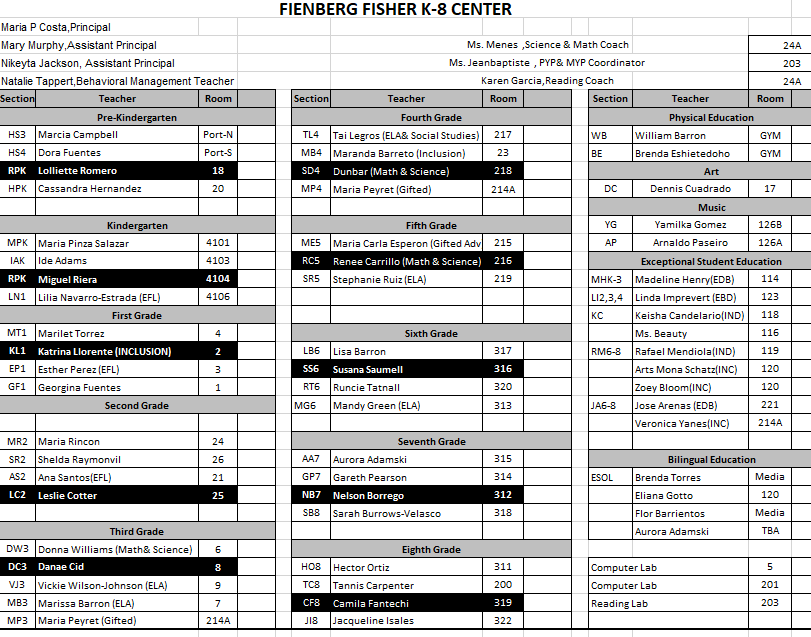 FIENBERG FISHER K-8 CENTER
Maria P Costa,Principal
Mary Murphy,Assistant Principal
Ms. Menes ,Science & Math Coach
24A
Nikeyta Jackson, Assistant Principal
Ms. Jeanbaptiste , PYP& MYP Coordinator
203
Natalie Tappert,Behavioral Management Teacher
Karen Garcia,Reading Coach
24A
Section Teacher Room
Pre-Kindergarten
HS3 Marcia Campbell Port-N
HS4 Dora Fuentes Port-S
RPK Lolliette Romero 18
HPK Cassandra Hernandez 20
Kindergarten
MPK Maria Pinza Salazar 4101
IAK Ide Adams 4103
RPK Miguel Riera 4104
LN1 Lilia Navarro-Estrada (EFL) 4106
First Grade
MT1 Marilet Torrez 4
KL1 Katrina Llorente (INCLUSION) 2
EP1 Esther Perez (EFL) 3
GF1 Georgina Fuentes 1
Second Grade
MR2 Maria Rincon 24
SR2 Shelda Raymonvil 26
AS2 Ana Santos(EFL) 21
LC2 Leslie Cotter 25
Third Grade
DW3 Donna Williams (Math& Science) 6
DC3 Danae Cid 8
VJ3 Vickie Wilson-Johnson (ELA) 9
MB3 Marissa Barron (ELA) 7
MP3 Maria Peyret (Gifted) 214A
Section Teacher Room
Fourth Grade
TL4 Tai Legros (ELA& Social Studies) 217
MB4 Maranda Barreto (Inclusion) 23
SD4 Dunbar (Math & Science) 218
MP4 Maria Peyret (Gifted) 214A
Fifth Grade
ME5 Maria Carla Esperon (Gifted Adv 215
RC5 Renee Carrillo (Math & Science) 216
SR5 Stephanie Ruiz (ELA) 219
Sixth Grade
LB6 Lisa Barron 317
SS6 Susana Saumell 316
RT6 Runcie Tatnall 320
MG6 Mandy Green (ELA) 313
Seventh Grade
AA7 Aurora Adamski 315
GP7 Gareth Pearson 314
NB7 Nelson Borrego 312
SB8 Sarah Burrows-Velasco 318
Eighth Grade
HO8 Hector Ortiz 311
TC8 Tannis Carpenter 200
CF8 Camila Fantechi 319
JI8 Jacqueline Isales 322
Section Teacher Room
Physical Education
WB William Barron GYM
BE Brenda Eshietedoho GYM
Art
DC Dennis Cuadrado 17
Music
YG Yamilka Gomez 126B
AP Arnaldo Paseiro 126A
Exceptional Student Education
MHK-3 Madeline Henry(EDB) 114
LI2,3,4 Linda Imprevert (EBD) 123
KC Keisha Candelario(IND) 118
Ms. Beauty 116
RM6-8 Rafael Mendiola(IND) 119
Arts Mona Schatz(INC) 120
Zoey Bloom(INC) 120
JA6-8 Jose Arenas (EDB) 221
Veronica Yanes(INC) 214A
Bilingual Education
ESOL Brenda Torres Media
Eliana Gotto 120
Flor Barrientos Media
Aurora Adamski TBA
Computer Lab 5
Computer Lab 201
Reading Lab 203